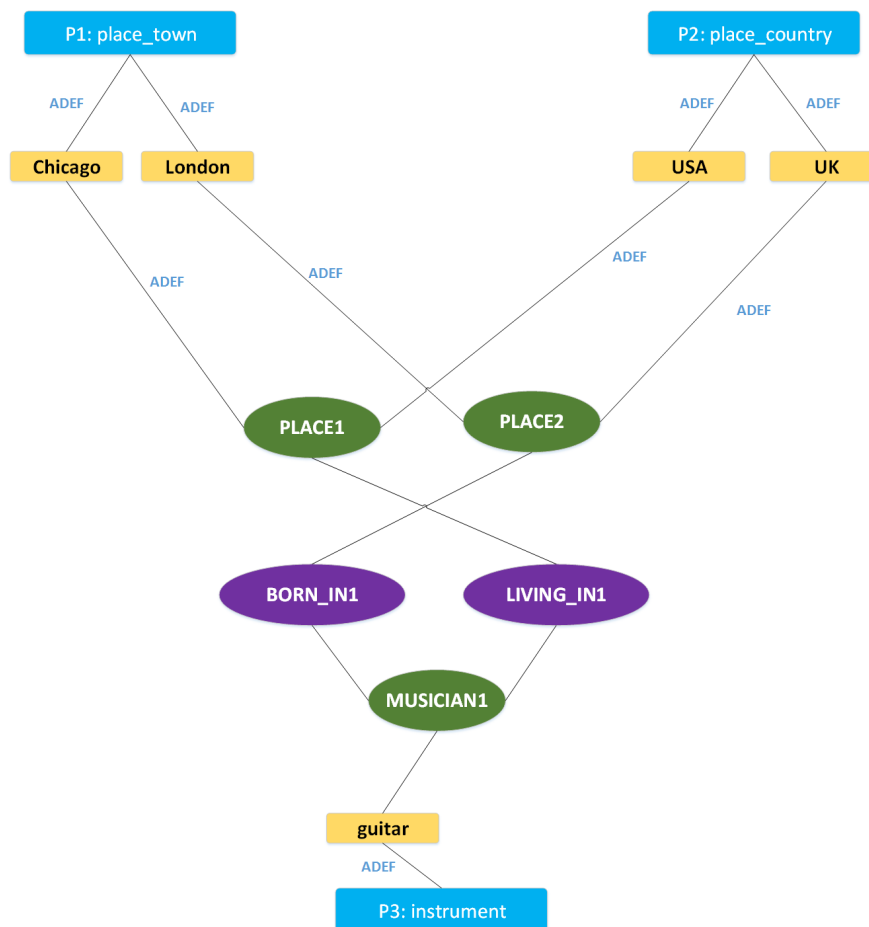 P1: place_town
P2: place_country
ADEF
ADEF
ADEF
ADEF
Chicago
London
USA
UK
ADEF
ADEF
ADEF
ADEF
PLACE1
PLACE2
BORN_IN1
LIVING_IN1
MUSICIAN1
guitar
ADEF
P3: instrument